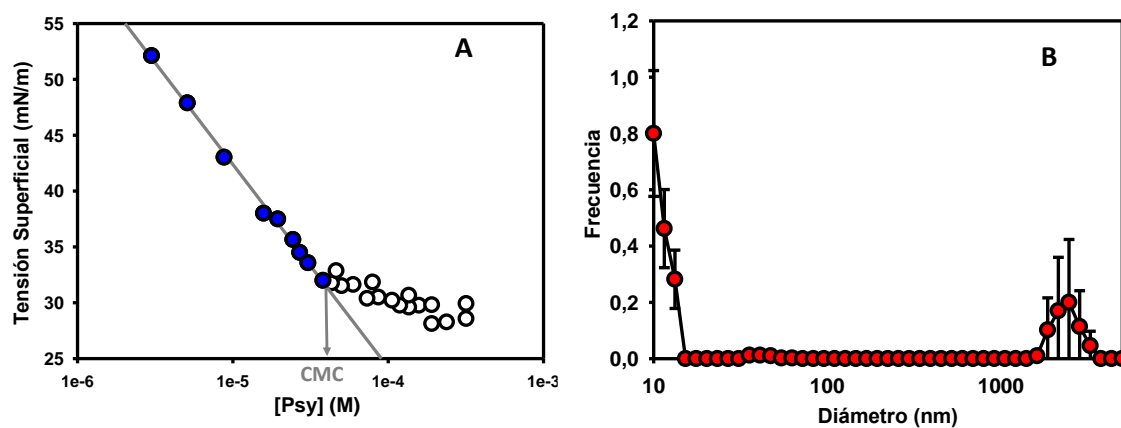 A
Tensión Superficial (mN/m)
55
50
45
40
35
30
25
CMC
1e-6 1e-5 1e-4 1e-3
[Psy] (M)
B
Frecuencia
1,2
1,0
0,8
0,6
0,4
0,2
0,0
10 100 1000
Diámetro (nm)